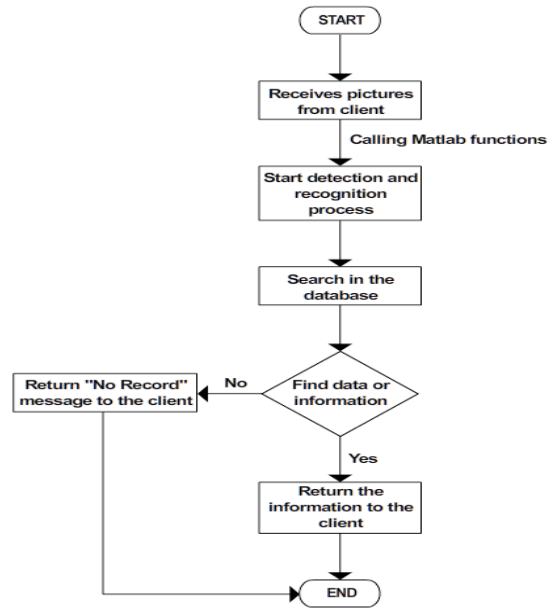 START
Receives pictures
from client
Calling Matlab functions
Start detection and
recognition
process
Search in the
database
Find data or
information
No
Return "No Record"
message to the client
Yes
Return the
information to the
client
END